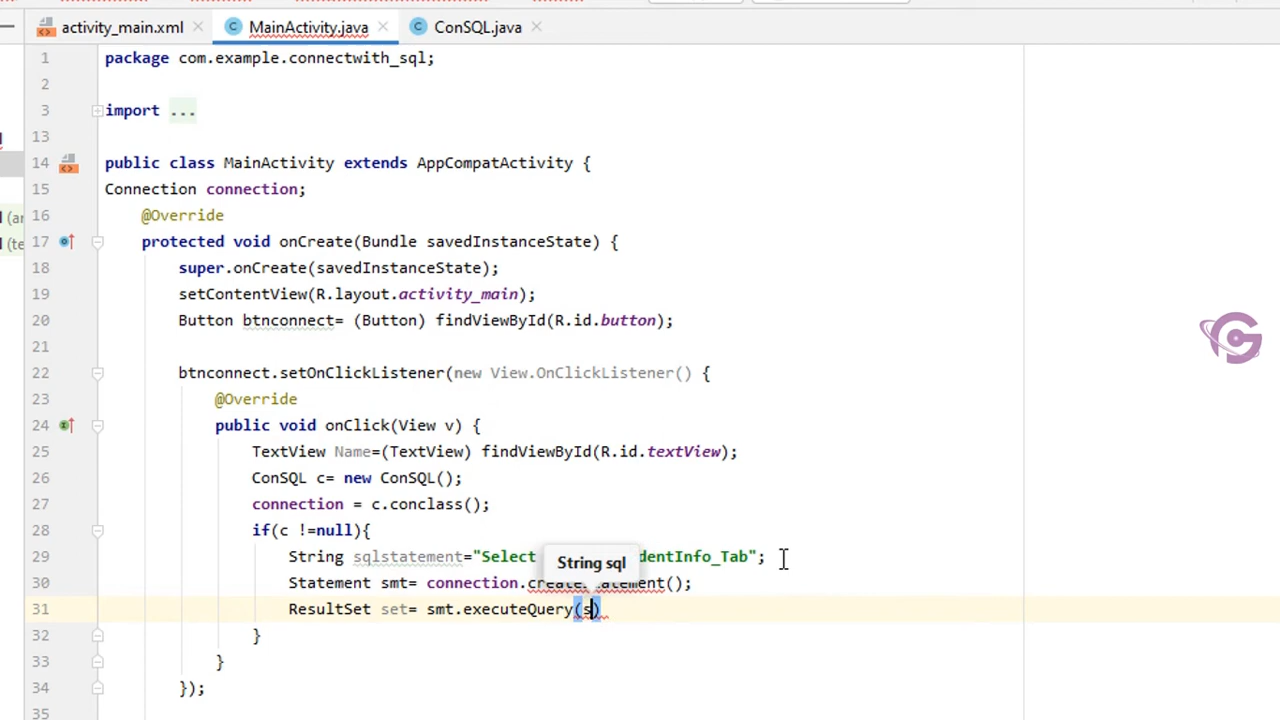 activity_main.xml MainActivity.java ConSQL.java
1 package com.example.connectwith_sql;
2
3 import ...
13
14 public class MainActivity extends AppCompatActivity {
15 Connection connection;
16 @Override
17 protected void onCreate(Bundle savedInstanceState) {
18 super.onCreate(savedInstanceState);
19 setContentView(R.layout.activity_main);
20 Button btnconnect= (Button) findViewById(R.id.button);
21
22 btnconnect.setOnClickListener(new View.OnClickListener() {
23 @Override
24 public void onClick(View v) {
25 TextView Name=(TextView) findViewById(R.id.textView);
26 ConSQL c= new ConSQL();
27 connection = c.conclass();
28 if(c !=null){
String sql
29 String sqlstatement="Select dentInfo_Tab";
30 Statement smt= connection.createStatement();
31 ResultSet set= smt.executeQuery(s)
32 }
33 }
34 });
35
(ar
(te
G